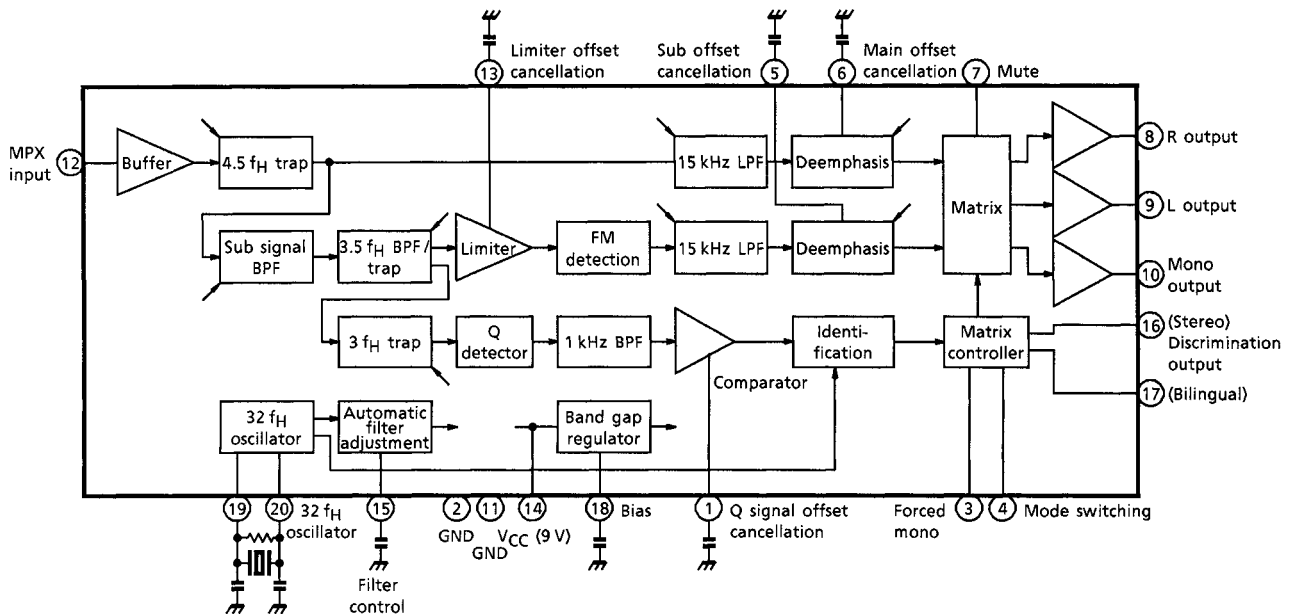 13
Limiter offset
cancellation
Sub offset
cancellation
5
6
Main offset
cancellation
7
Mute
MPX
input
12
Buffer
4.5 fH trap
15 kHz LPF
Deemphasis
Matrix
8
R output
9
L output
10
Mono
output
Sub signal
BPF
3.5 fH BPF/
trap
Limiter
FM
detection
15 kHz LPF
Deemphasis
3 fH trap
Q
detector
1 kHz BPF
Comparator
Identi-
fication
Matrix
controller
16
(Stereo)
Discrimination
output
17
(Bilingual)
32 fH
oscillator
Automatic
filter
adjustment
Band gap
regulator
19
20
32 fH
oscillator
15
Filter
control
2
GND
11
GND
14
VCC (9 V)
18
Bias
1
Q signal offset
cancellation
Forced
mono
3
4
Mode switching